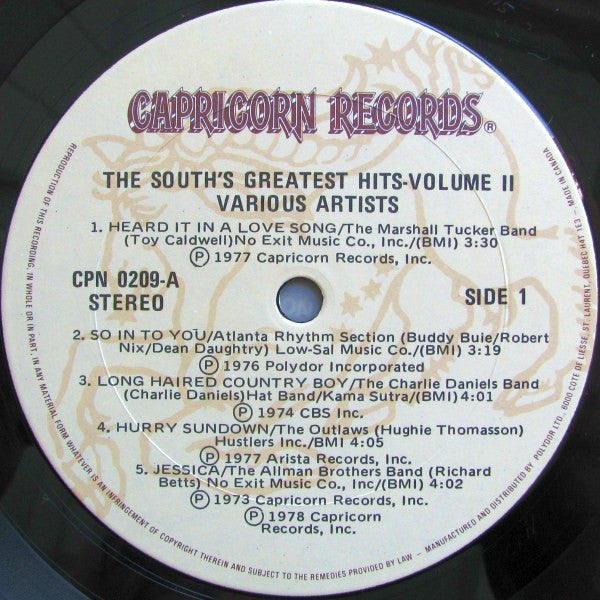 CAPRICORN RECORDS®
THE SOUTH'S GREATEST HITS-VOLUME II
VARIOUS ARTISTS
1. HEARD IT IN A LOVE SONG/The Marshall Tucker Band
(Toy Caldwell)No Exit Music Co., Inc./(BMI) 3:30
℗ 1977 Capricorn Records, Inc.
CPN 0209-A
STEREO
SIDE 1
2. SO IN TO YOU/Atlanta Rhythm Section (Buddy Buie/Robert
Nix/Dean Daughtry) Low-Sal Music Co./(BMI) 3:19
℗ 1976 Polydor Incorporated
3. LONG HAIRED COUNTRY BOY/The Charlie Daniels Band
(Charlie Daniels)Hat Band/Kama Sutra/(BMI) 4:01
℗ 1974 CBS Inc.
4. HURRY SUNDOWN/The Outlaws (Hughie Thomasson)
Hustlers Inc./BMI 4:05
℗ 1977 Arista Records, Inc.
5. JESSICA/The Allman Brothers Band (Richard
Betts) No Exit Music Co., Inc/(BMI) 4:02
℗ 1973 Capricorn Records, Inc.
℗ 1978 Capricorn
Records, Inc.
REPRODUCTION OF THIS RECORDING, IN WHOLE OR IN PART, IN ANY MATERIAL FORM WHATEVER IS AN INFRINGEMENT OF COPYRIGHT THEREIN AND SUBJECT TO THE REMEDIES PROVIDED BY LAW – MANUFACTURED AND DISTRIBUTED BY POLYDOR LTD., 6000 COTE DE LIESSE, ST. LAURENT, QUEBEC H4T 1E3 – MADE IN CANADA